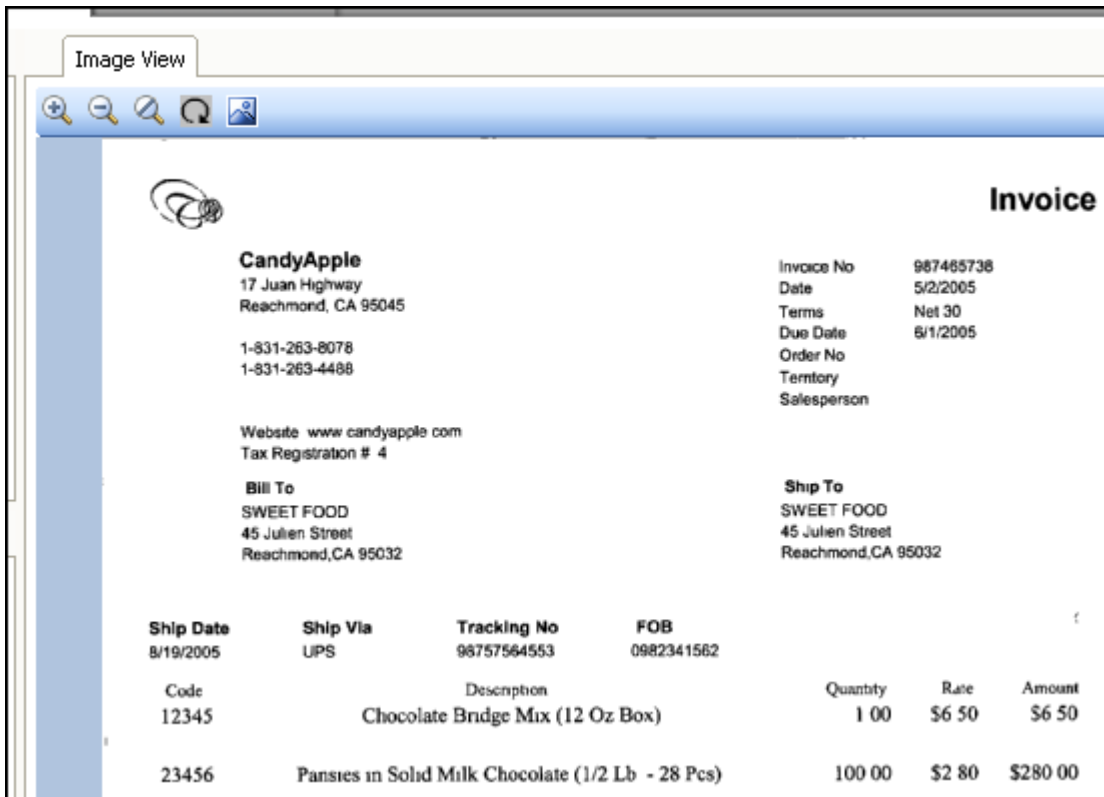 Image View
Invoice
CandyApple
17 Juan Highway
Reachmond, CA 95045
1-831-263-8078
1-831-263-4488
Website www candyapple com
Tax Registration # 4
Invoice No 987465738
Date 5/2/2005
Terms Net 30
Due Date 6/1/2005
Order No
Territory
Salesperson
Bill To
SWEET FOOD
45 Julien Street
Reachmond,CA 95032
Ship To
SWEET FOOD
45 Julien Street
Reachmond,CA 95032
Ship Date Ship Via Tracking No FOB
8/19/2005 UPS 98757564553 0982341562
Code Description Quantity Rate Amount
12345 Chocolate Bridge Mix (12 Oz Box) 1 00 $6 50 $6 50
23456 Pansies in Solid Milk Chocolate (1/2 Lb - 28 Pcs) 100 00 $2 80 $280 00